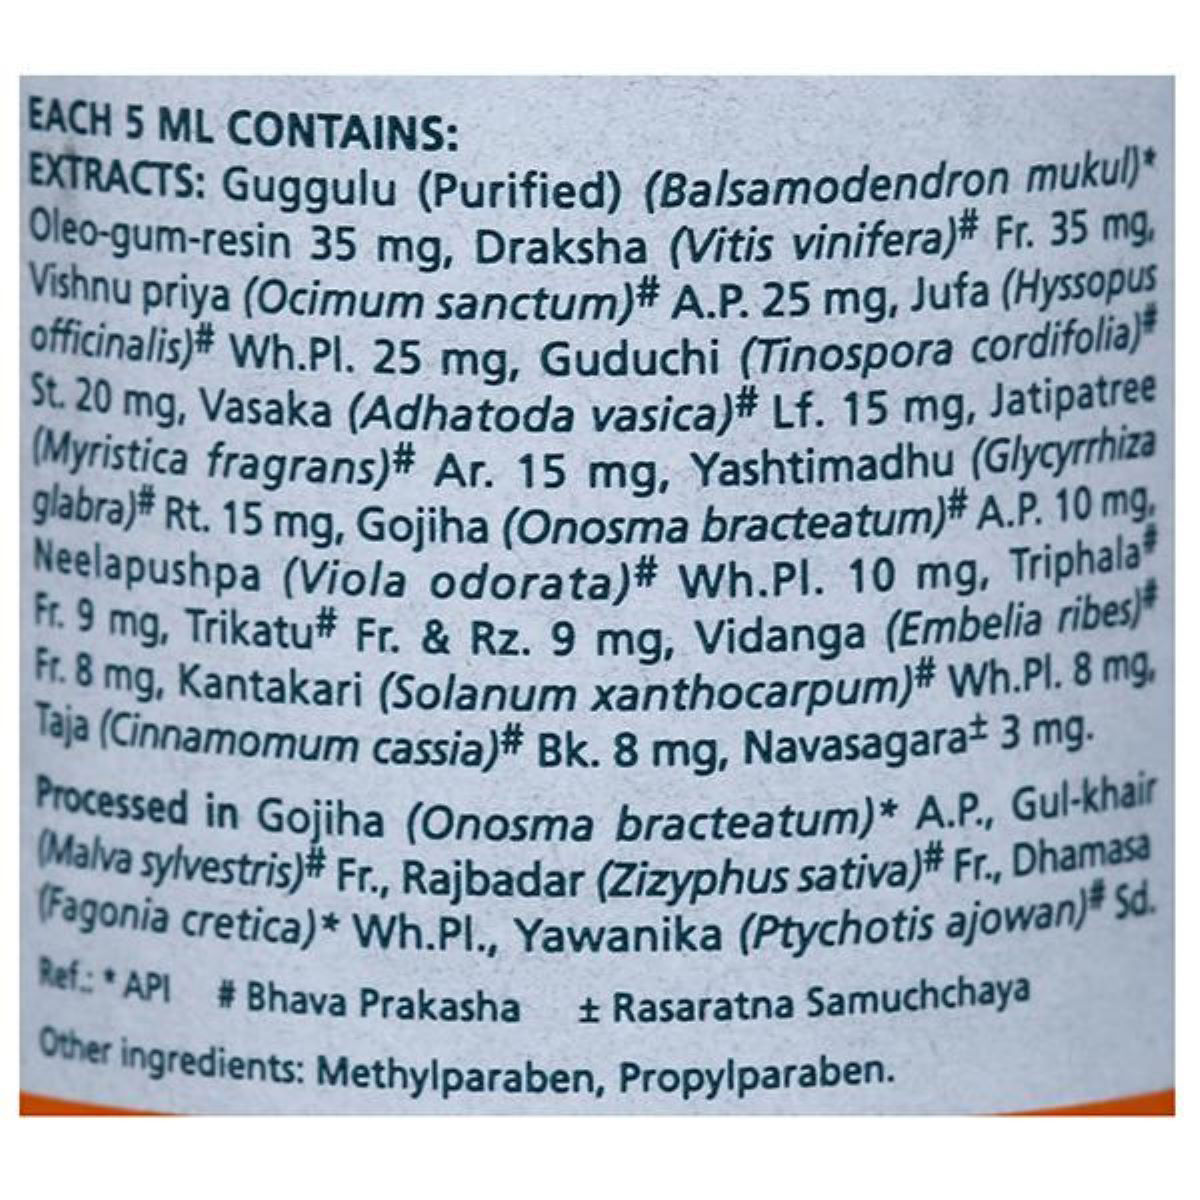 EACH 5 ML CONTAINS:
EXTRACTS: Guggulu (Purified) (Balsamodendron mukul)*
Oleo-gum-resin 35 mg, Draksha (Vitis vinifera)# Fr. 35 mg,
Vishnu priya (Ocimum sanctum)# A.P. 25 mg, Jufa (Hyssopus
officinalis)# Wh.Pl. 25 mg, Guduchi (Tinospora cordifolia)#
St. 20 mg, Vasaka (Adhatoda vasica)# Lf. 15 mg, Jatipatree
(Myristica fragrans)# Ar. 15 mg, Yashtimadhu (Glycyrrhiza
glabra)# Rt. 15 mg, Gojiha (Onosma bracteatum)# A.P. 10 mg,
Neelapushpa (Viola odorata)# Wh.Pl. 10 mg, Triphala#
Fr. 9 mg, Trikatu# Fr. & Rz. 9 mg, Vidanga (Embelia ribes)#
Fr. 8 mg, Kantakari (Solanum xanthocarpum)# Wh.Pl. 8 mg,
Taja (Cinnamomum cassia)# Bk. 8 mg, Navasagara± 3 mg.
Processed in Gojiha (Onosma bracteatum)* A.P., Gul-khair
(Malva sylvestris)# Fr., Rajbadar (Zizyphus sativa)# Fr., Dhamasa
(Fagonia cretica)* Wh.Pl., Yawanika (Ptychotis ajowan)# Sd.
Ref.: * API # Bhava Prakasha ± Rasaratna Samuchchaya
Other ingredients: Methylparaben, Propylparaben.